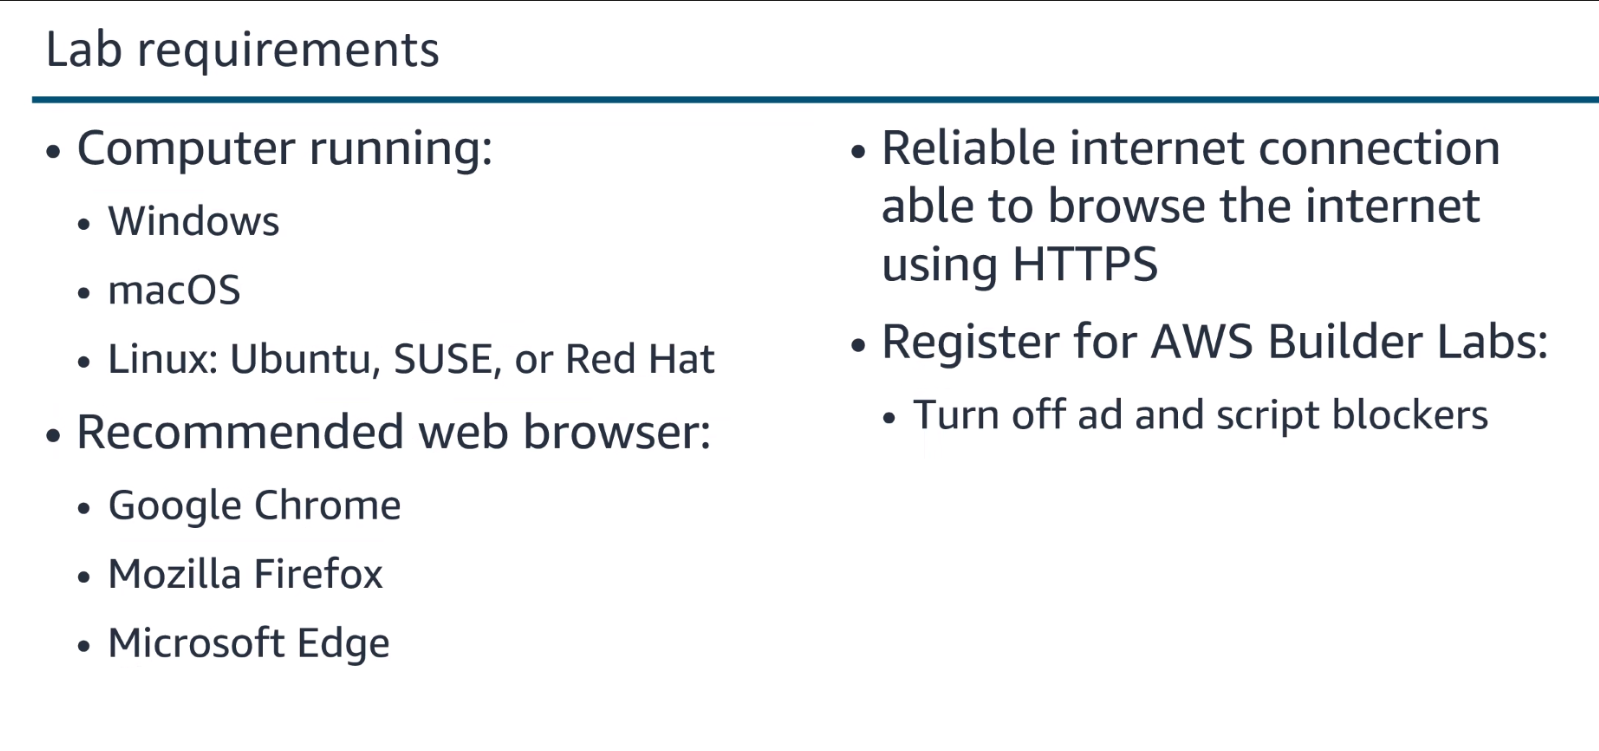 Lab requirements
• Computer running:
• Windows
• macOS
• Linux: Ubuntu, SUSE, or Red Hat
• Recommended web browser:
• Google Chrome
• Mozilla Firefox
• Microsoft Edge
• Reliable internet connection
able to browse the internet
using HTTPS
• Register for AWS Builder Labs:
• Turn off ad and script blockers